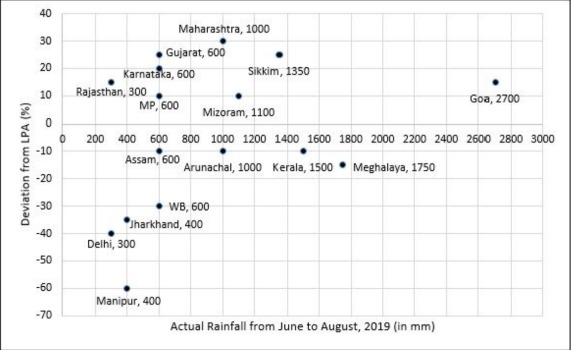 40
30
20
10
0
-10
-20
-30
-40
-50
-60
-70
Deviation from LPA (%)
Maharashtra, 1000
Gujarat, 600
Sikkim, 1350
Karnataka, 600
Rajasthan, 300
MP, 600
Mizoram, 1100
Goa, 2700
0 200 400 600 800 1000 1200 1400 1600 1800 2000 2200 2400 2600 2800 3000
Assam, 600
Arunachal, 1000
Kerala, 1500
Meghalaya, 1750
WB, 600
Jharkhand, 400
Delhi, 300
Manipur, 400
Actual Rainfall from June to August, 2019 (in mm)